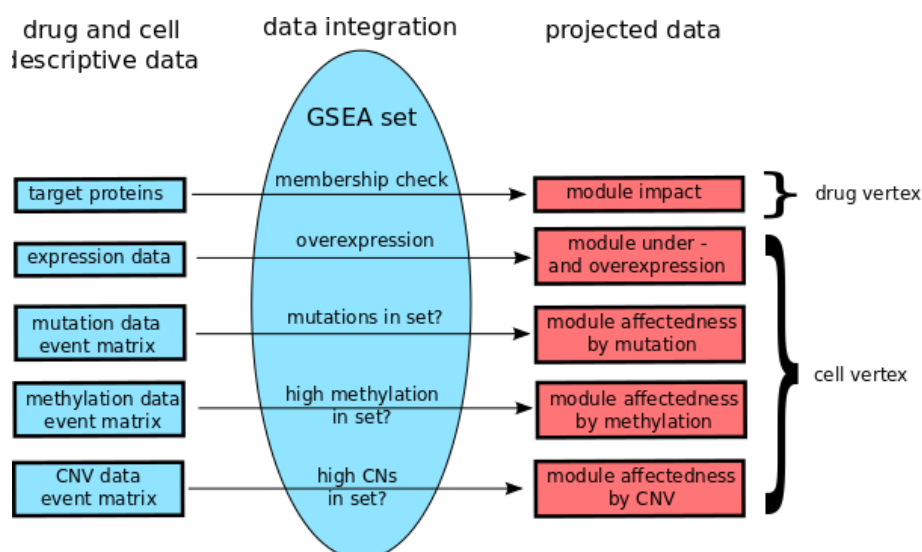 drug and cell
descriptive data
data integration
projected data
GSEA set
target proteins
membership check
module impact
drug vertex
expression data
overexpression
module under -
and overexpression
mutation data
event matrix
mutations in set?
module affectedness
by mutation
cell vertex
methylation data
event matrix
high methylation
in set?
module affectedness
by methylation
CNV data
event matrix
high CNs
in set?
module affectedness
by CNV